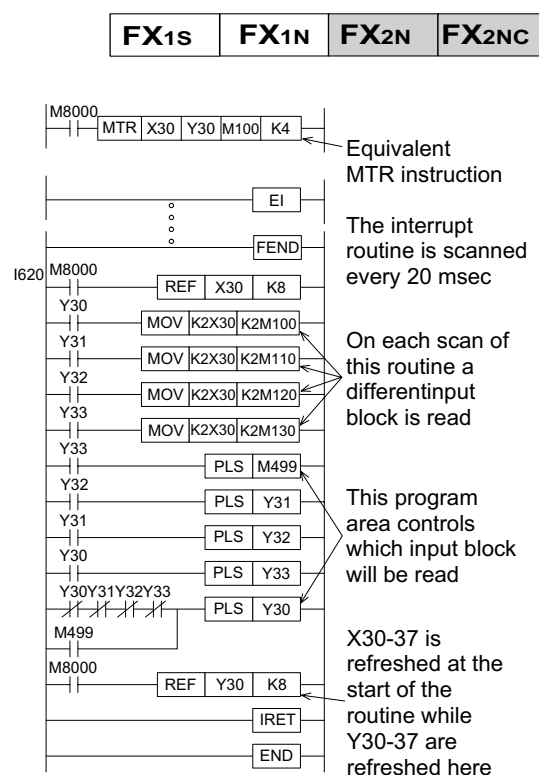 FX1S FX1N FX2N FX2NC
M8000
MTR X30 Y30 M100 K4
Equivalent
MTR instruction
EI
FEND
The interrupt
routine is scanned
every 20 msec
I620 M8000
REF X30 K8
Y30
MOV K2X30 K2M100
Y31
MOV K2X30 K2M110
Y32
MOV K2X30 K2M120
Y33
MOV K2X30 K2M130
On each scan of
this routine a
differentinput
block is read
Y33
PLS M499
Y32
PLS Y31
Y31
PLS Y32
Y30
PLS Y33
Y30Y31Y32Y33
PLS Y30
This program
area controls
which input block
will be read
M499
M8000
REF Y30 K8
IRET
END
X30-37 is
refreshed at the
start of the
routine while
Y30-37 are
refreshed here